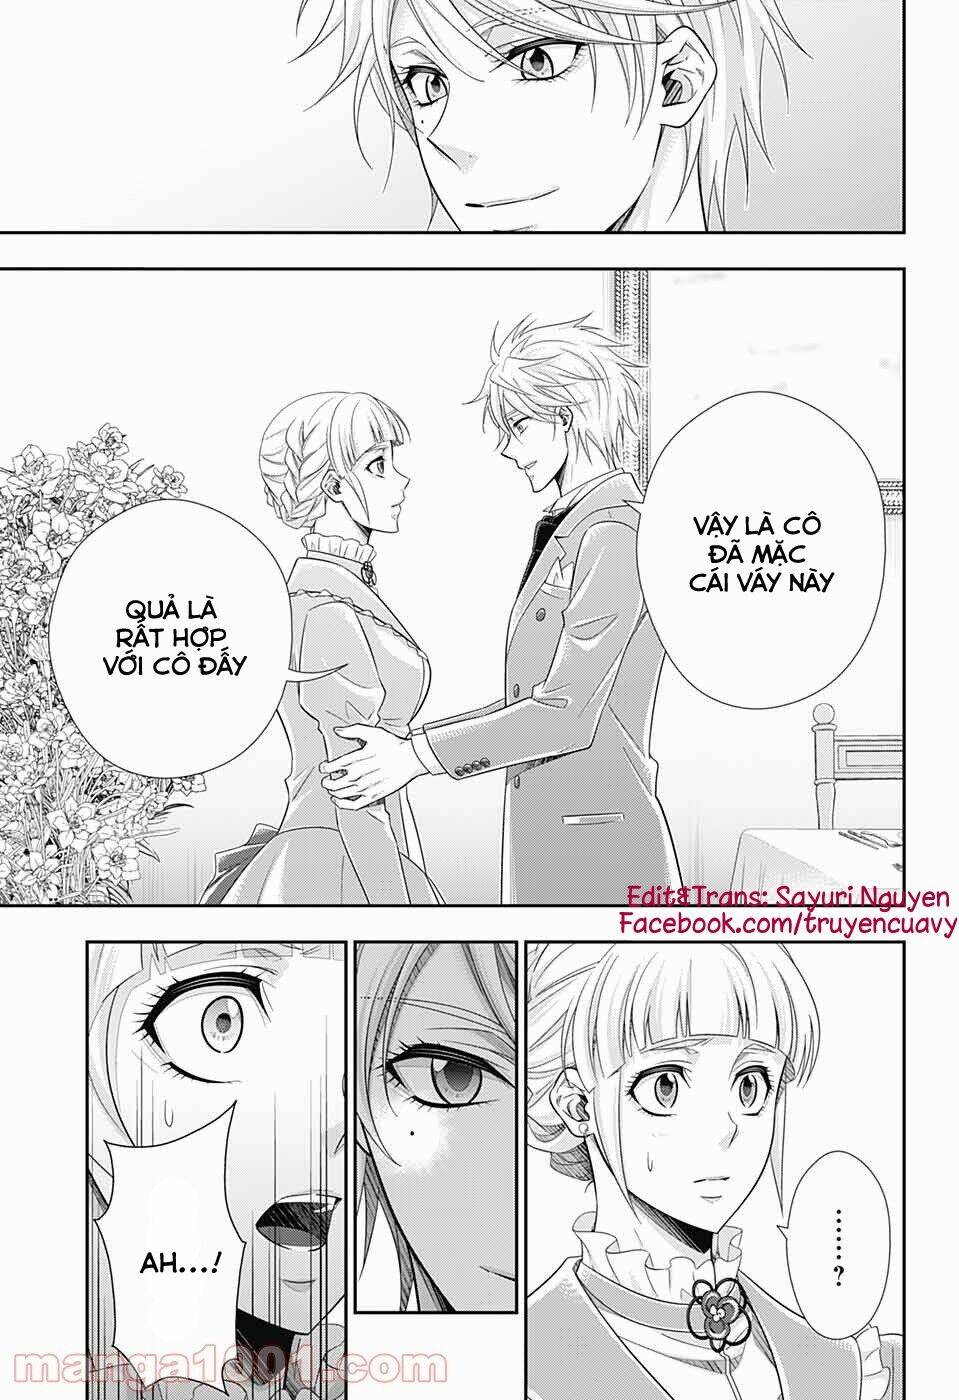 VẬY LÀ CÔ
ĐÃ MẶC
CÁI VÁY NÀY
QUẢ LÀ
RẤT HỢP
VỚI CÔ ĐẤY
Edit&Trans: Sayuri Nguyen
Facebook.com/truyencuavy
......?
AH...!
manga1001.com